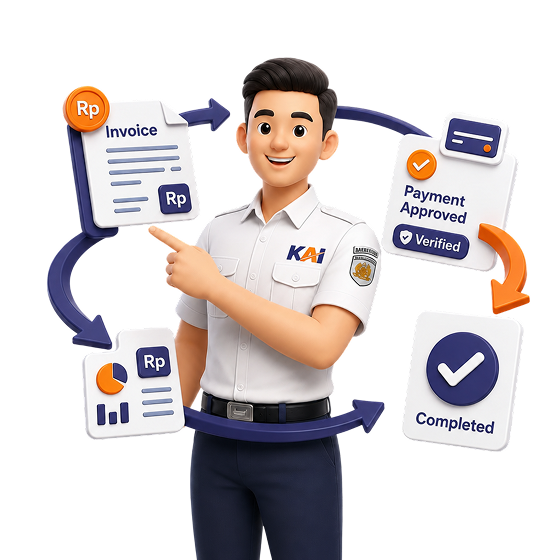 Rp
Invoice
Rp
Payment
Approved
Verified
KAI
Rp
Completed